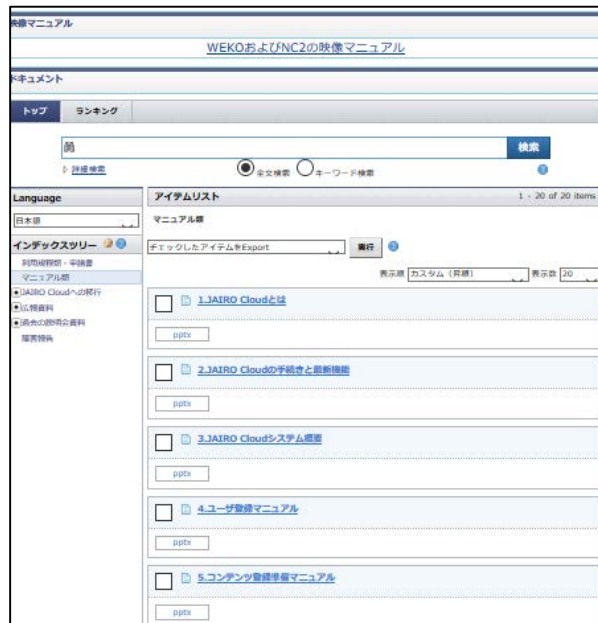 映像マニュアル
WEKOおよびNC2の映像マニュアル
ドキュメント
トップ ランキング
検索
詳細検索 全文検索 キーワード検索
Language
日本語
インデックスツリー
利用規程類・申請書
マニュアル類
JAIRO Cloudへの移行
広報資料
過去の説明会資料
障害報告
アイテムリスト 1 - 20 of 20 items
マニュアル類
チェックしたアイテムをExport 実行
表示順 カスタム（昇順） 表示数 20
1.JAIRO Cloudとは
pptx
2.JAIRO Cloudの手続きと最新機能
pptx
3.JAIRO Cloudシステム概要
pptx
4.ユーザ登録マニュアル
pptx
5.コンテンツ登録準備マニュアル
pptx